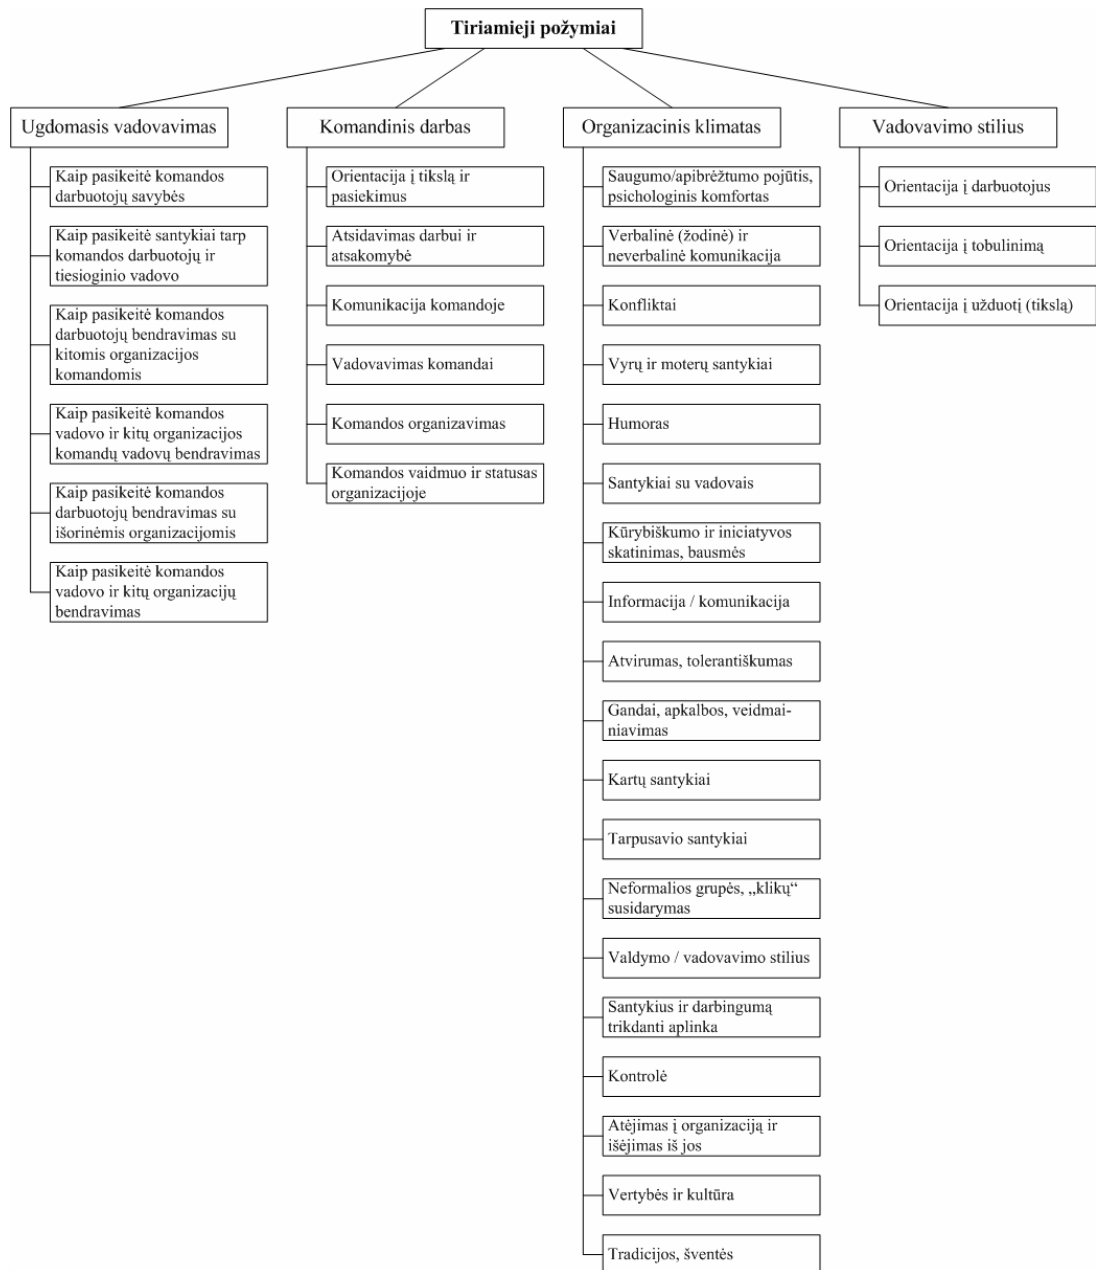 Tiriamieji požymiai
Ugdomasis vadovavimas
Kaip pasikeitė komandos
darbuotojų savybės
Kaip pasikeitė santykiai tarp
komandos darbuotojų ir
tiesioginio vadovo
Kaip pasikeitė komandos
darbuotojų bendravimas su
kitomis organizacijos
komandomis
Kaip pasikeitė komandos
vadovo ir kitų organizacijos
komandų vadovų bendravimas
Kaip pasikeitė komandos
darbuotojų bendravimas su
išorinėmis organizacijomis
Kaip pasikeitė komandos
vadovo ir kitų organizacijų
bendravimas
Komandinis darbas
Orientacija į tikslą ir
pasiekimus
Atsidavimas darbui ir
atsakomybė
Komunikacija komandoje
Vadovavimas komandai
Komandos organizavimas
Komandos vaidmuo ir statusas
organizacijoje
Organizacinis klimatas
Saugumo/apibrėžtumo pojūtis,
psichologinis komfortas
Verbalinė (žodinė) ir
neverbalinė komunikacija
Konfliktai
Vyrų ir moterų santykiai
Humoras
Santykiai su vadovais
Kūrybiškumo ir iniciatyvos
skatinimas, bausmės
Informacija / komunikacija
Atvirumas, tolerantiškumas
Gandai, apkalbos, veidmai-
niavimas
Kartų santykiai
Tarpusavio santykiai
Neformalios grupės, „klikų“
susidarymas
Valdymo / vadovavimo stilius
Santykius ir darbingumą
trikdanti aplinka
Kontrolė
Atėjimas į organizaciją ir
išėjimas iš jos
Vertybės ir kultūra
Tradicijos, šventės
Vadovavimo stilius
Orientacija į darbuotojus
Orientacija į tobulinimą
Orientacija į užduotį (tikslą)